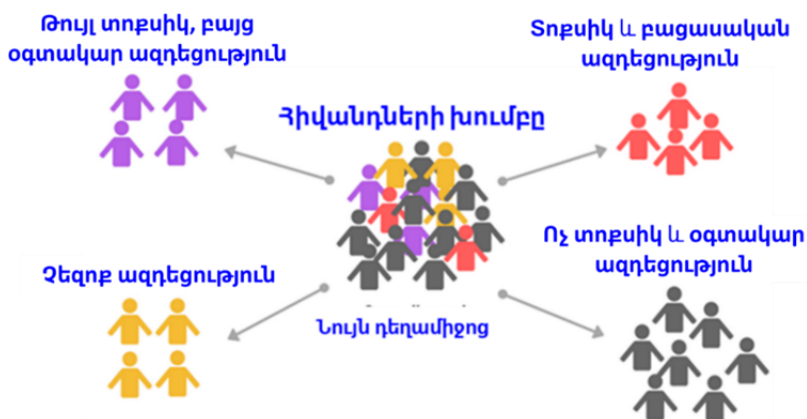 Թույլ տոքսիկ, բայց
օգտակար ազդեցություն
Տոքսիկ և բացասական
ազդեցություն
Հիվանդների խումբը
Ոչ տոքսիկ և օգտակար
ազդեցություն
Չեզոք ազդեցություն
Նույն դեղամիջոց